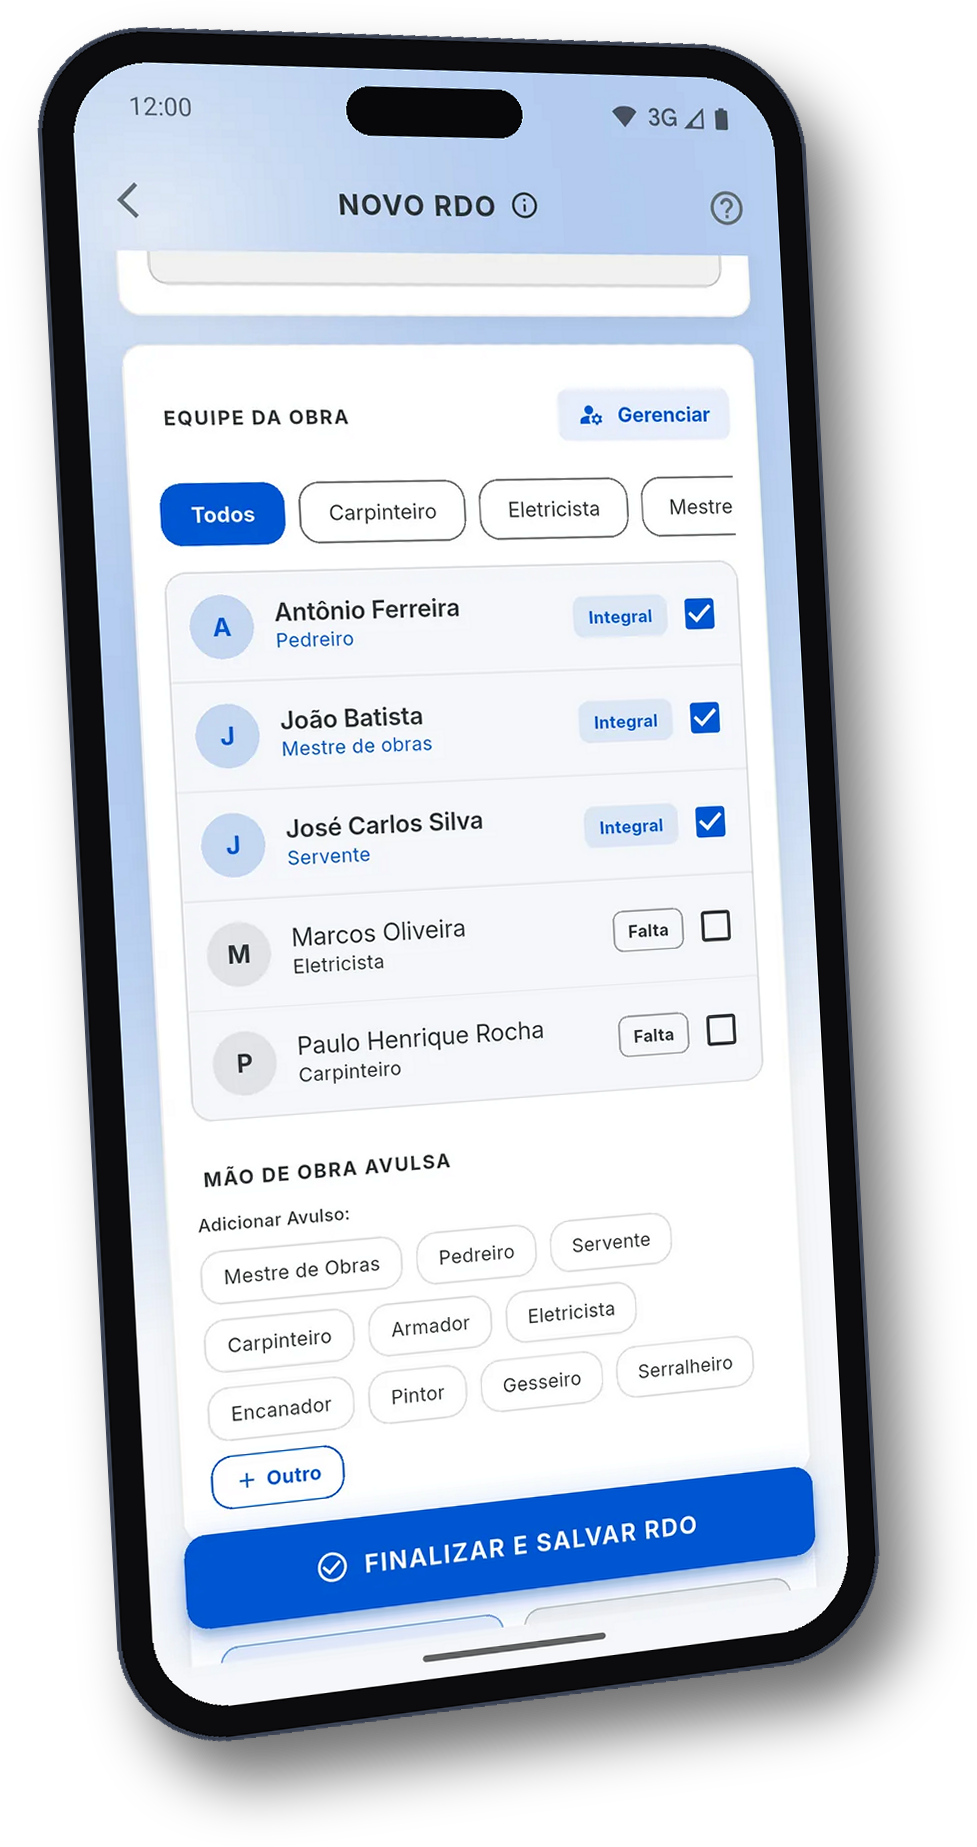 12:00
3G
NOVO RDO
EQUIPE DA OBRA
Gerenciar
Todos
Carpinteiro
Eletricista
Mestre
A
Antônio Ferreira
Integral
Pedreiro
J
João Batista
Integral
Mestre de obras
J
José Carlos Silva
Integral
Servente
M
Marcos Oliveira
Falta
Eletricista
P
Paulo Henrique Rocha
Falta
Carpinteiro
MÃO DE OBRA AVULSA
Adicionar Avulso:
Mestre de Obras
Pedreiro
Servente
Carpinteiro
Armador
Eletricista
Encanador
Pintor
Gesseiro
Serralheiro
+ Outro
FINALIZAR E SALVAR RDO